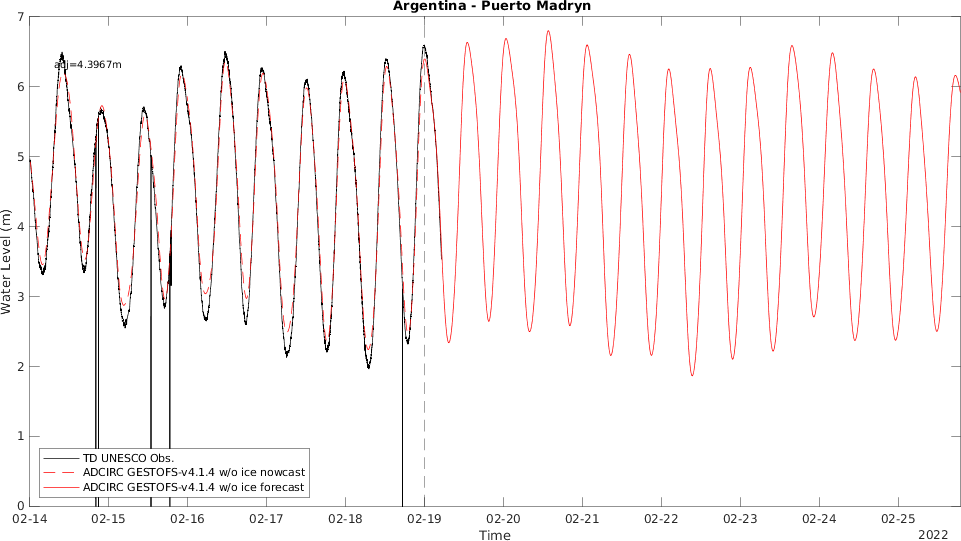 Argentina - Puerto Madryn
7
6
5
4
3
2
1
0
Water Level (m)
adj=4.3967m
TD UNESCO Obs.
ADCIRC GESTOFS-v4.1.4 w/o ice nowcast
ADCIRC GESTOFS-v4.1.4 w/o ice forecast
02-14 02-15 02-16 02-17 02-18 02-19 02-20 02-21 02-22 02-23 02-24 02-25
Time
2022